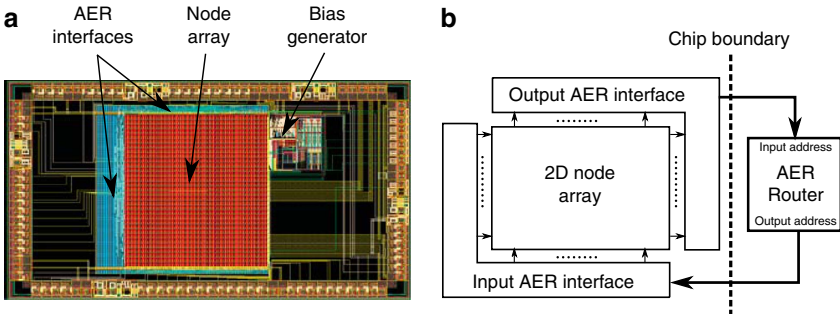 a
AER
interfaces
Node
array
Bias
generator
b
Chip boundary
Output AER interface
2D node
array
Input address
AER
Router
Output address
Input AER interface